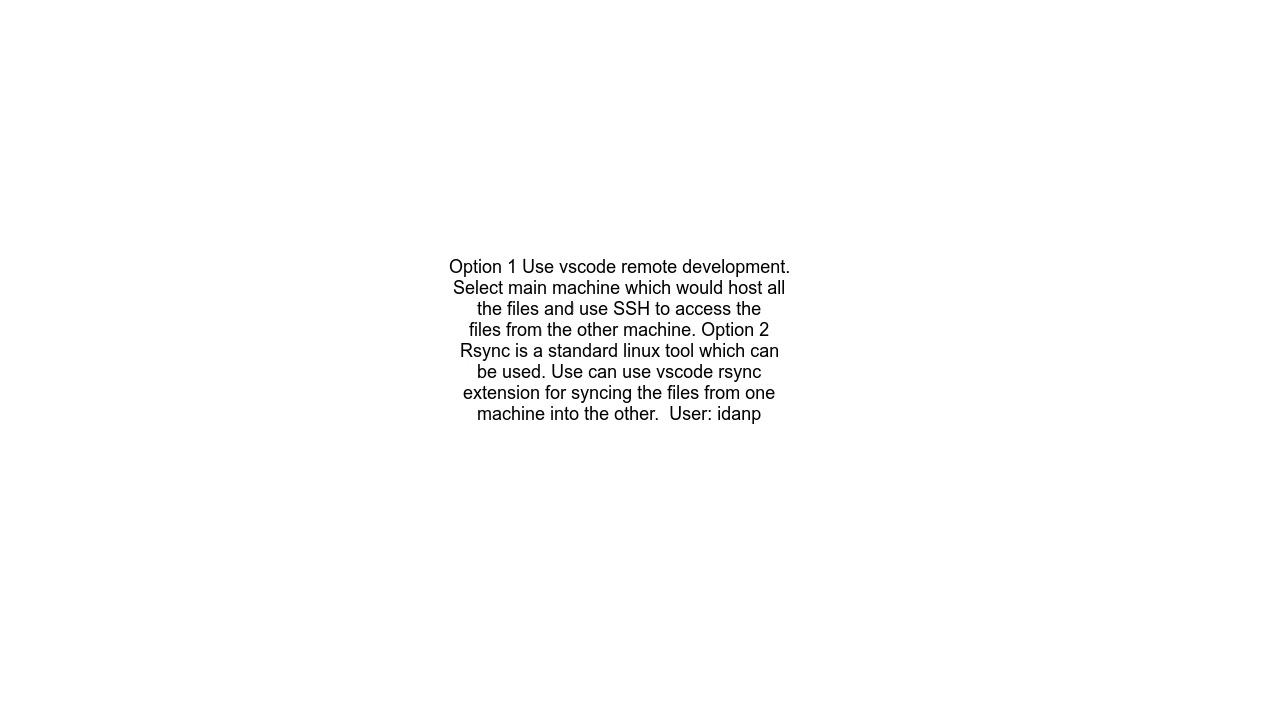 Option 1 Use vscode remote development.
Select main machine which would host all
the files and use SSH to access the
files from the other machine. Option 2
Rsync is a standard linux tool which can
be used. Use can use vscode rsync
extension for syncing the files from one
machine into the other.  User: idanp